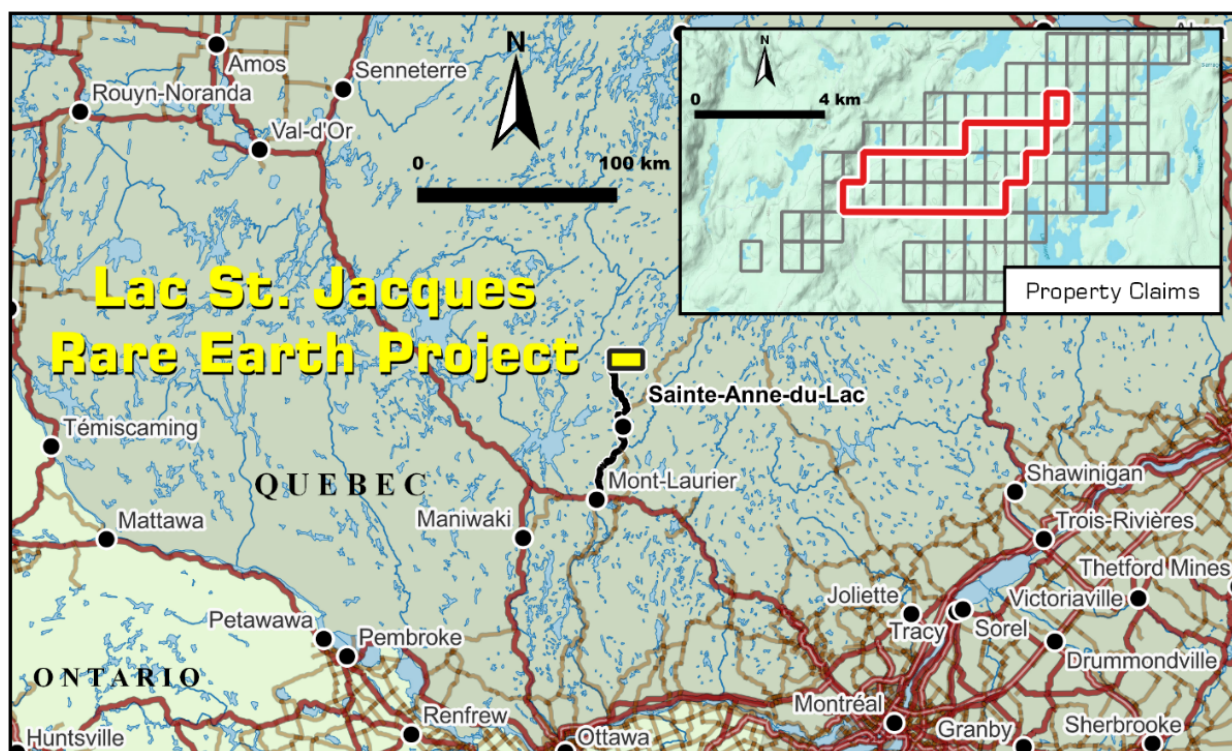 Amos
Senneterre
Rouyn-Noranda
Val-d'Or
N
0 100 km
N
0 4 km
Property Claims
Lac St. Jacques
Rare Earth Project
Sainte-Anne-du-Lac
Témiscaming
QUEBEC
Mont-Laurier
Shawinigan
Mattawa
Maniwaki
Trois-Rivières
Thetford Mines
Joliette
Victoriaville
Petawawa
Pembroke
Tracy
Sorel
Drummondville
ONTARIO
Montréal
Renfrew
Granby
Sherbrooke
Huntsville
Ottawa